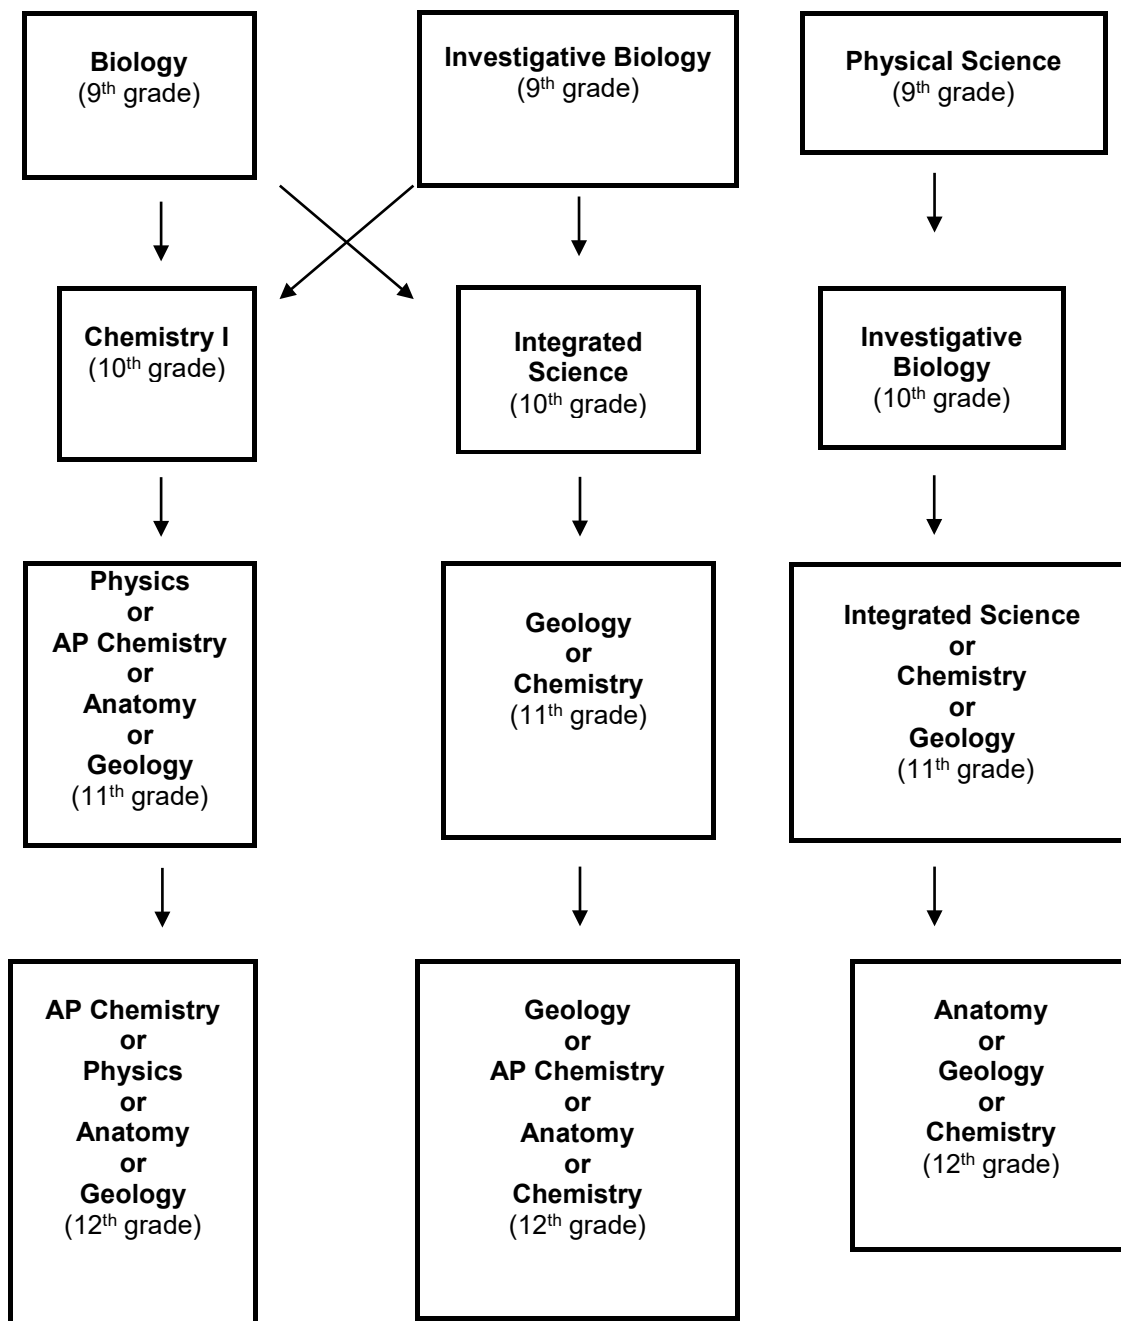 Biology
(9th grade)
Investigative Biology
(9th grade)
Physical Science
(9th grade)
Chemistry I
(10th grade)
Integrated
Science
(10th grade)
Investigative
Biology
(10th grade)
Physics
or
AP Chemistry
or
Anatomy
or
Geology
(11th grade)
Geology
or
Chemistry
(11th grade)
Integrated Science
or
Chemistry
or
Geology
(11th grade)
AP Chemistry
or
Physics
or
Anatomy
or
Geology
(12th grade)
Geology
or
AP Chemistry
or
Anatomy
or
Chemistry
(12th grade)
Anatomy
or
Geology
or
Chemistry
(12th grade)